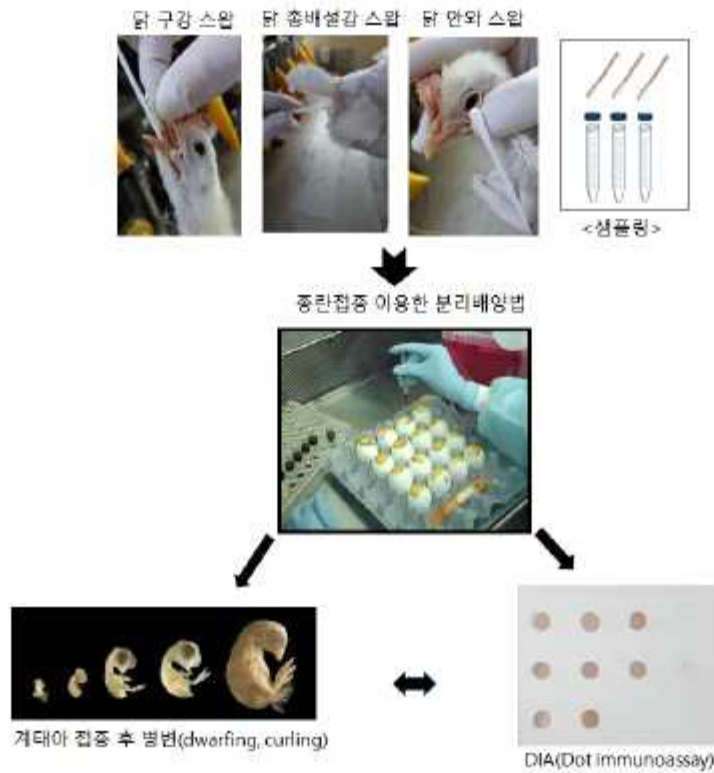 닭 구강 스왑
닭 총배설강 스왑
닭 안와 스왑
<샘플링>
종란접종 이용한 분리배양법
계태아 접종 후 병변(dwarfing, curling)
DIA(Dot immunoassay)